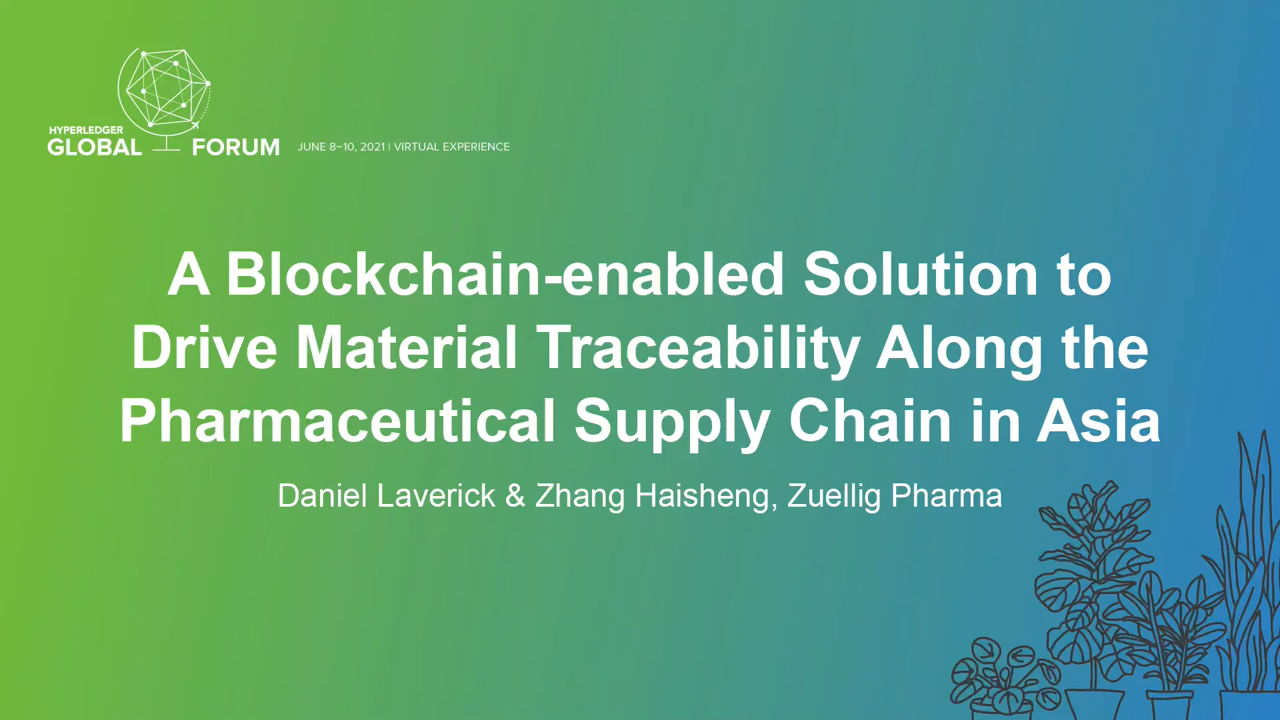 HYPERLEDGER
GLOBAL FORUM
JUNE 8–10, 2021 | VIRTUAL EXPERIENCE
A Blockchain-enabled Solution to
Drive Material Traceability Along the
Pharmaceutical Supply Chain in Asia
Daniel Laverick & Zhang Haisheng, Zuellig Pharma